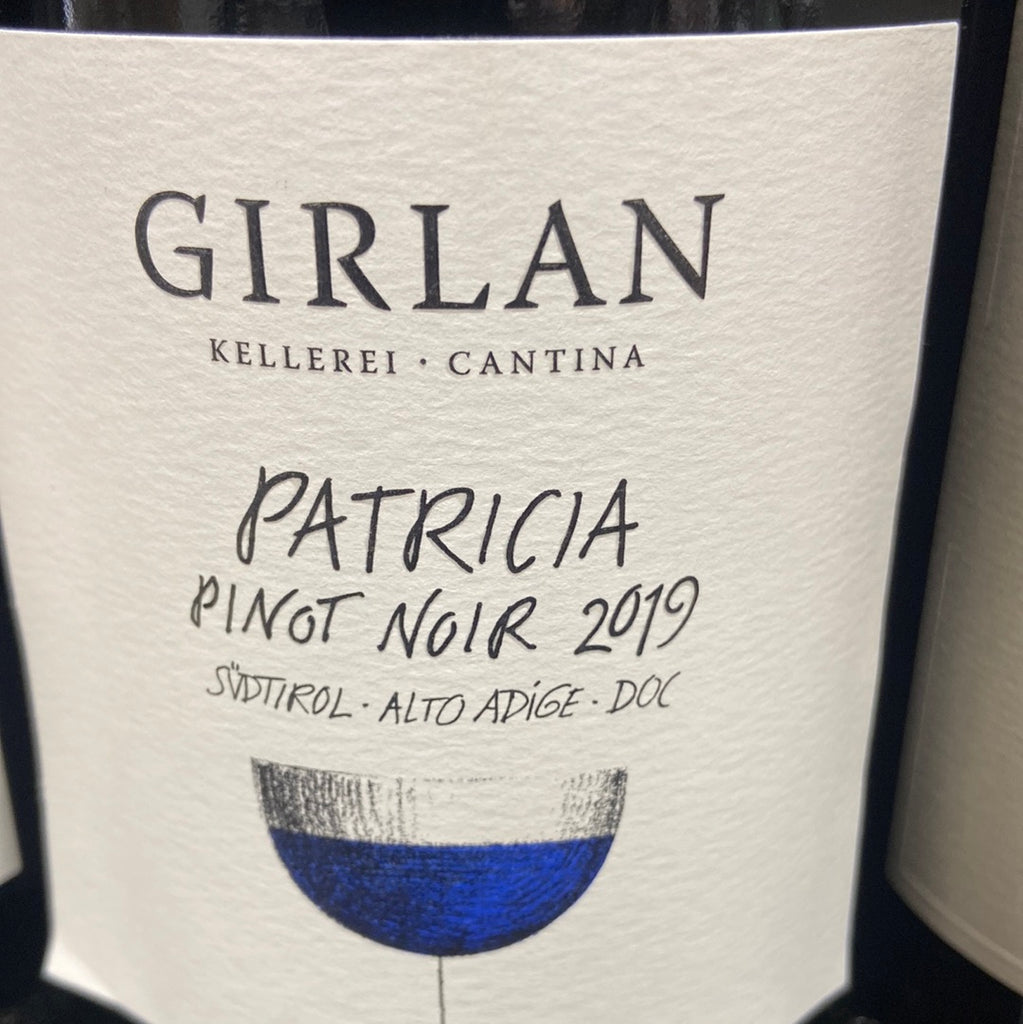 GIRLAN
KELLEREI · CANTINA
PATRICIA
PINOT NOIR 2019
SÜDTIROL · ALTO ADIGE · DOC